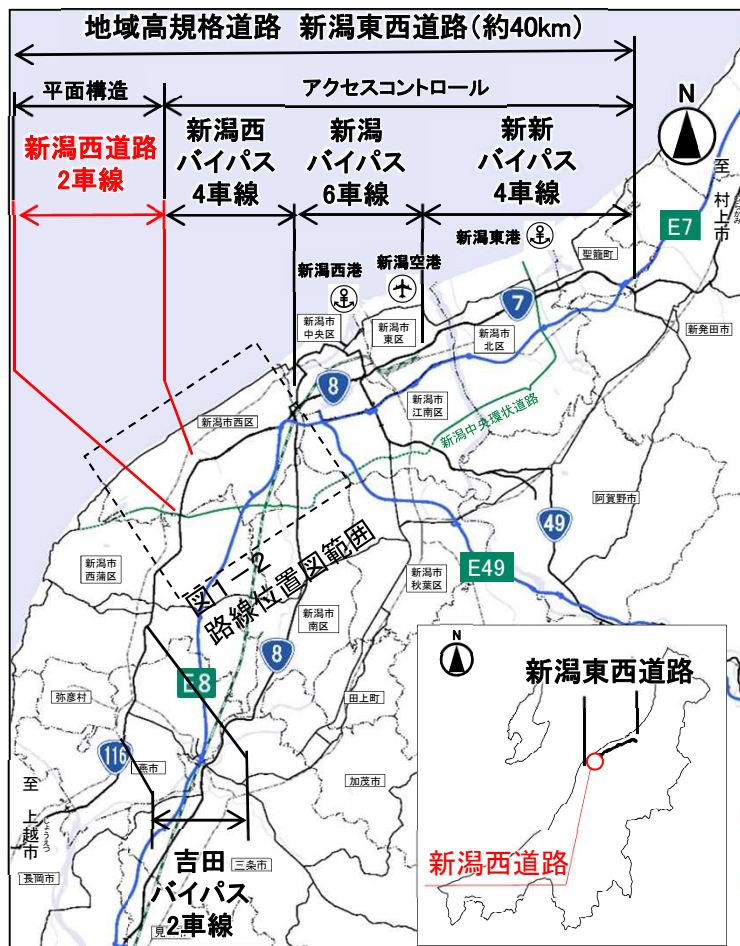 地域高規格道路 新潟東西道路(約40km)
平面構造
アクセスコントロール
新潟西道路
2車線
新潟西
バイパス
4車線
新潟
バイパス
6車線
新新
バイパス
4車線
N
至 村上市
むらかみ
E7
新潟東港
新潟西港
新潟空港
聖籠町
7
新潟市
中央区
新潟市
東区
新潟市
北区
新発田市
8
新潟市西区
新潟市
江南区
新潟中央環状道路
阿賀野市
49
新潟市
西蒲区
図1-2
路線位置図範囲
新潟市
秋葉区
E49
新潟市
南区
8
E8
弥彦村
田上町
116
燕市
加茂市
至 上越市
じょうえつ
吉田
バイパス
2車線
三条市
長岡市
見
N
新潟東西道路
新潟西道路